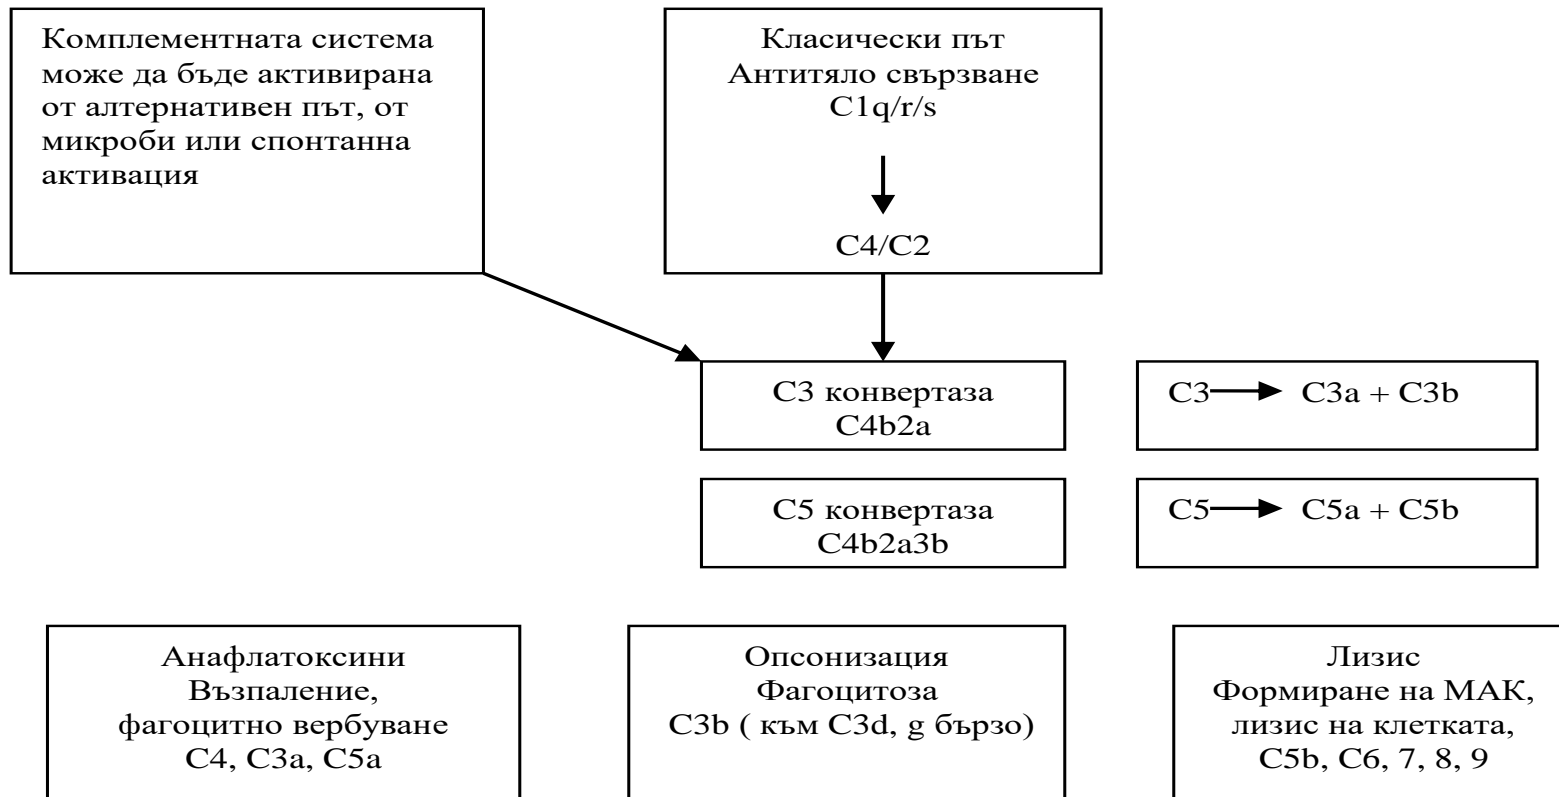 Комплементната система
може да бъде активирана
от алтернативен път, от
микроби или спонтанна
активация
Класически път
Антитяло свързване
C1q/r/s
C4/C2
C3 конвертаза
C4b2a
C3 C3a + C3b
C5 конвертаза
C4b2a3b
C5 C5a + C5b
Анафлатоксини
Възпаление,
фагоцитно вербуване
C4, C3a, C5a
Опсонизация
Фагоцитоза
C3b ( към C3d, g бързо)
Лизис
Формиране на МАК,
лизис на клетката,
C5b, C6, 7, 8, 9